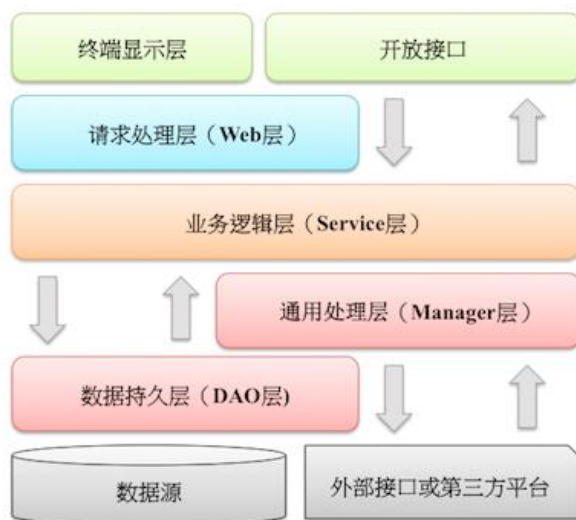 终端显示层
开放接口
请求处理层（Web层）
业务逻辑层（Service层）
通用处理层（Manager层）
数据持久层（DAO层)
数据源
外部接口或第三方平台